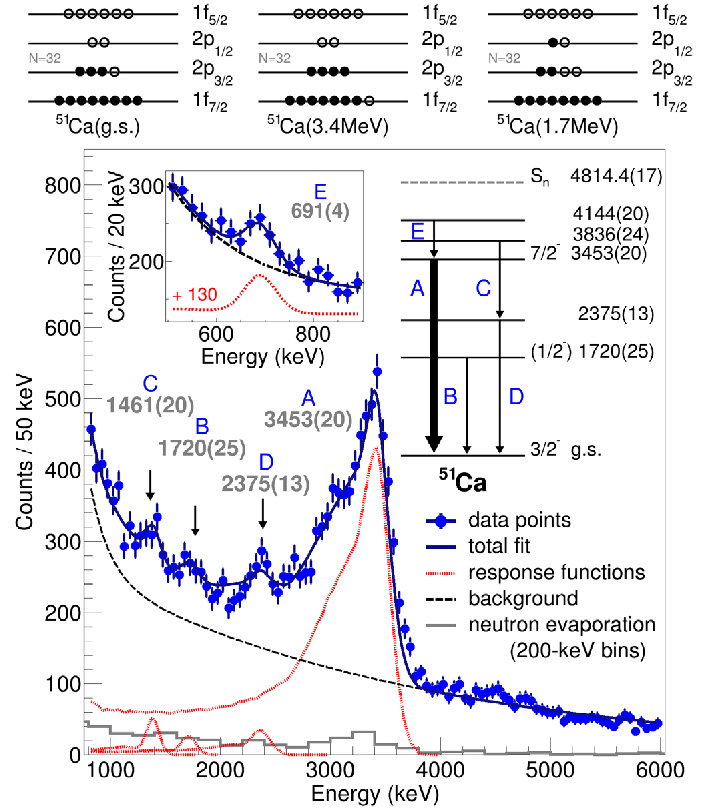 1f5/2 1f5/2 1f5/2
2p1/2 2p1/2 2p1/2
N=32 N=32 N=32
2p3/2 2p3/2 2p3/2
1f7/2 1f7/2 1f7/2
51Ca(g.s.) 51Ca(3.4MeV) 51Ca(1.7MeV)
800
700
600
500
400
300
200
100
0
Counts / 50 keV
300
200
Counts / 20 keV
E
691(4)
+ 130
600 800
Energy (keV)
Sn 4814.4(17)
4144(20)
E 3836(24)
7/2- 3453(20)
A C
2375(13)
(1/2-) 1720(25)
B D
3/2- g.s.
51Ca
C
1461(20)
B
1720(25)
D
2375(13)
A
3453(20)
data points
total fit
response functions
background
neutron evaporation
(200-keV bins)
1000 2000 3000 4000 5000 6000
Energy (keV)